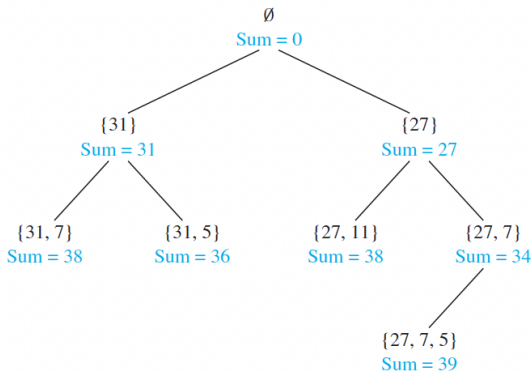 ∅
Sum = 0
{31}
Sum = 31
{27}
Sum = 27
{31, 7}
Sum = 38
{31, 5}
Sum = 36
{27, 11}
Sum = 38
{27, 7}
Sum = 34
{27, 7, 5}
Sum = 39